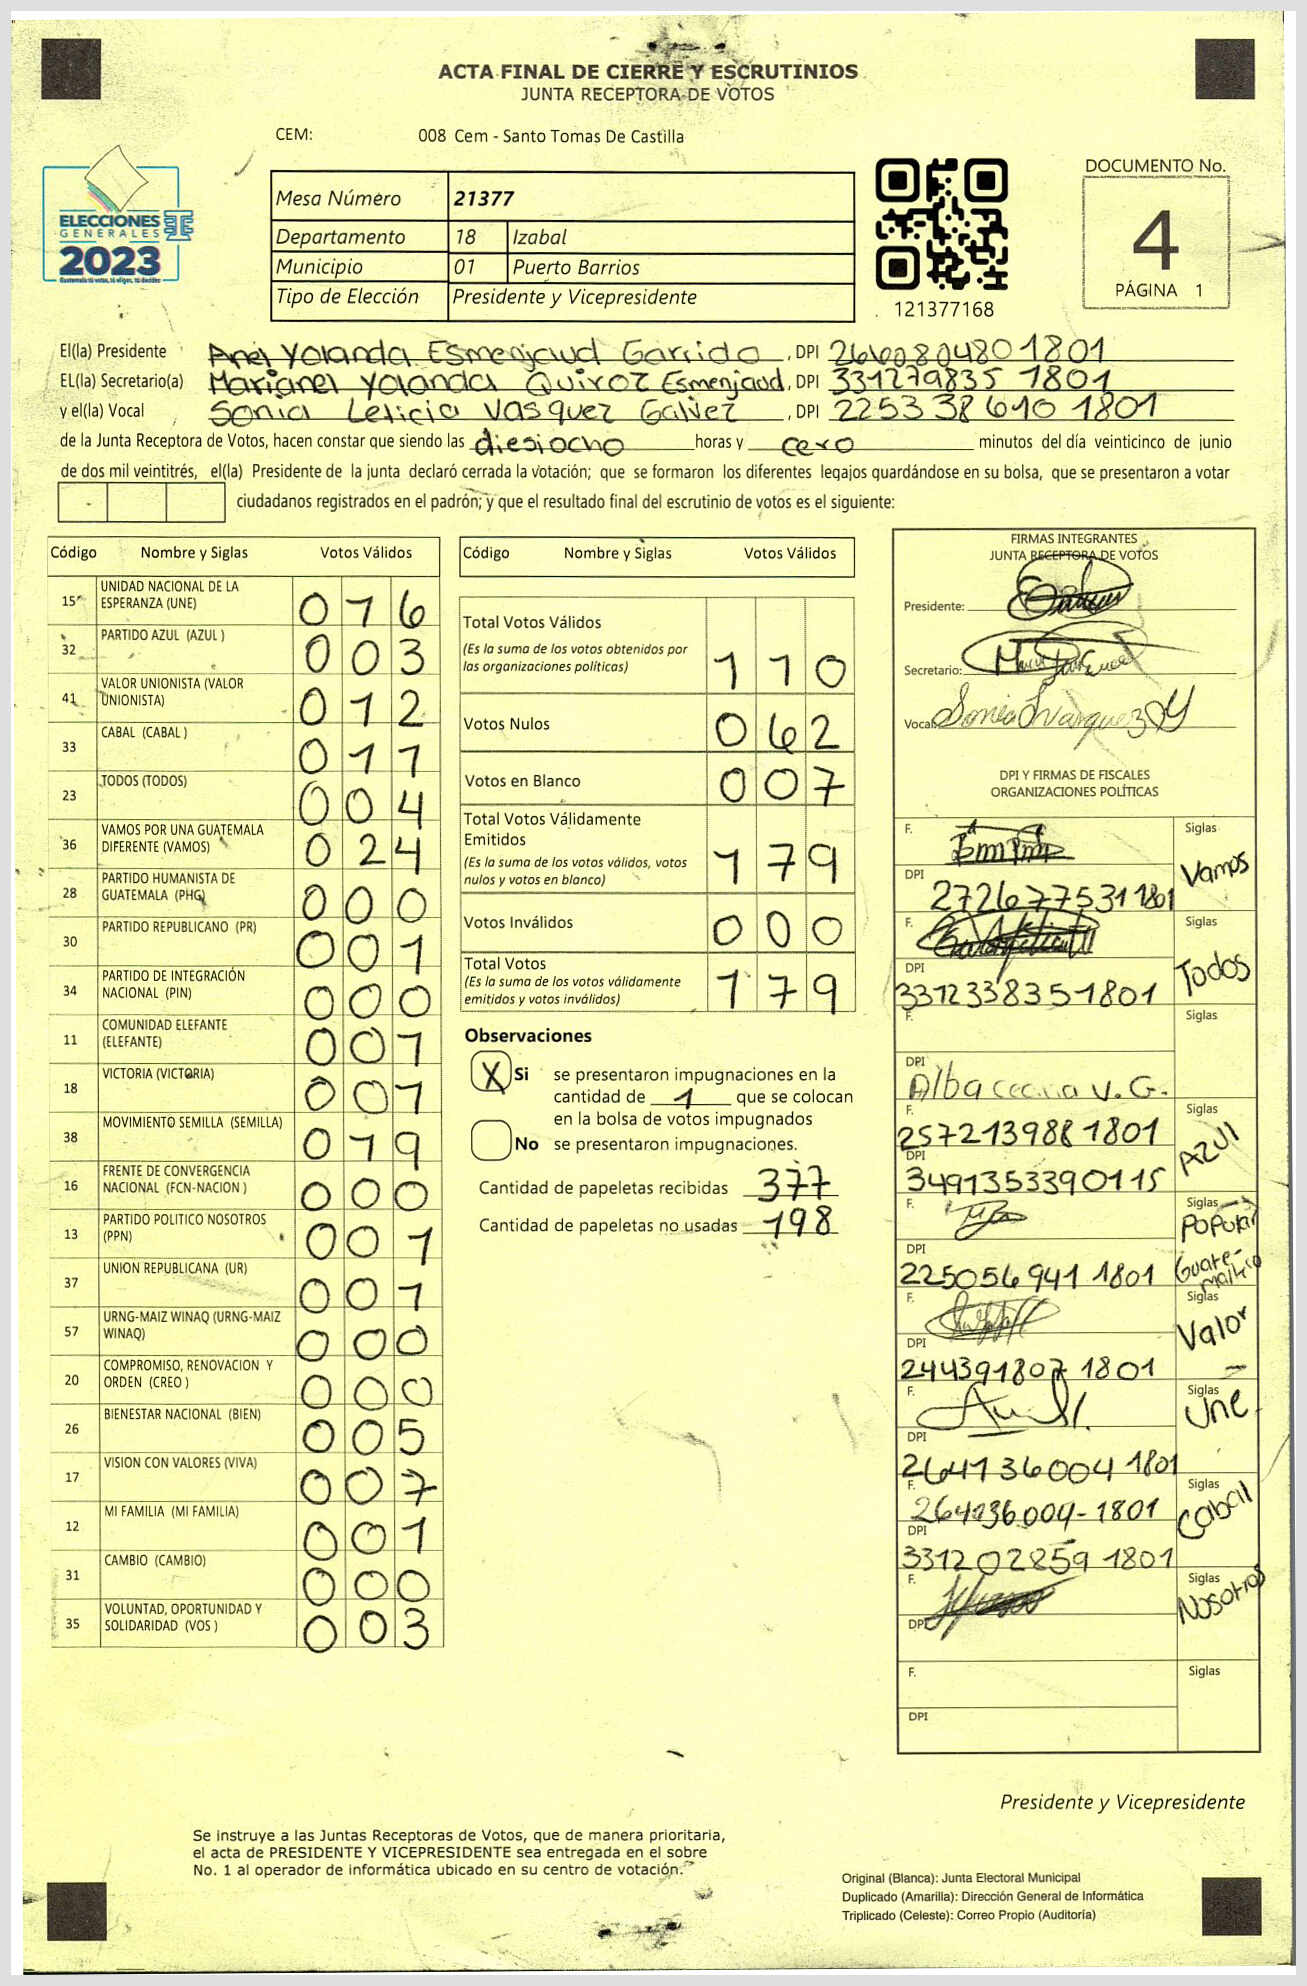 ACTA FINAL DE CIERRE Y ESCRUTINIOS
JUNTA RECEPTORA DE VOTOS
CEM: 008 Cem - Santo Tomas De Castilla
ELECCIONES
GENERALES
2023
Mesa Número 21377
Departamento 18 Izabal
Municipio 01 Puerto Barrios
Tipo de Elección Presidente y Vicepresidente
121377168
DOCUMENTO No.
4
PÁGINA 1
El(la) Presidente Anel Yolanda Esmenjaud Garrido, DPI 266080480 1801
EL(la) Secretario(a) Marianel Yolanda Quiroz Esmenjaud, DPI 331279835 1801
y el(la) Vocal Sonia Leticia Vasquez Galvez, DPI 225338610 1801
de la Junta Receptora de Votos, hacen constar que siendo las diesiocho horas y cero minutos del día veinticinco de junio
de dos mil veintitrés, el(la) Presidente de la junta declaró cerrada la votación; que se formaron los diferentes legajos quardándose en su bolsa, que se presentaron a votar
ciudadanos registrados en el padrón; y que el resultado final del escrutinio de votos es el siguiente:
Código Nombre y Siglas Votos Válidos
15 UNIDAD NACIONAL DE LA ESPERANZA (UNE) 016
32 PARTIDO AZUL (AZUL ) 003
41 VALOR UNIONISTA (VALOR UNIONISTA) 012
33 CABAL (CABAL ) 011
23 TODOS (TODOS) 004
36 VAMOS POR UNA GUATEMALA DIFERENTE (VAMOS) 024
28 PARTIDO HUMANISTA DE GUATEMALA (PHG) 000
30 PARTIDO REPUBLICANO (PR) 001
34 PARTIDO DE INTEGRACIÓN NACIONAL (PIN) 000
11 COMUNIDAD ELEFANTE (ELEFANTE) 001
18 VICTORIA (VICTORIA) 001
38 MOVIMIENTO SEMILLA (SEMILLA) 019
16 FRENTE DE CONVERGENCIA NACIONAL (FCN-NACION ) 000
13 PARTIDO POLITICO NOSOTROS (PPN) 001
37 UNION REPUBLICANA (UR) 001
57 URNG-MAIZ WINAQ (URNG-MAIZ WINAQ) 000
20 COMPROMISO, RENOVACION Y ORDEN (CREO ) 000
26 BIENESTAR NACIONAL (BIEN) 005
17 VISION CON VALORES (VIVA) 007
12 MI FAMILIA (MI FAMILIA) 001
31 CAMBIO (CAMBIO) 000
35 VOLUNTAD, OPORTUNIDAD Y SOLIDARIDAD (VOS ) 003
Código Nombre y Siglas Votos Válidos
Total Votos Válidos
(Es la suma de los votos obtenidos por
las organizaciones políticas) 110
Votos Nulos 062
Votos en Blanco 007
Total Votos Válidamente
Emitidos
(Es la suma de los votos válidos, votos
nulos y votos en blanco) 179
Votos Inválidos 000
Total Votos
(Es la suma de los votos válidamente
emitidos y votos inválidos) 179
Observaciones
X Si se presentaron impugnaciones en la
cantidad de 1 que se colocan
en la bolsa de votos impugnados
No se presentaron impugnaciones.
Cantidad de papeletas recibidas 377
Cantidad de papeletas no usadas 198
FIRMAS INTEGRANTES
JUNTA RECEPTORA DE VOTOS
Presidente:
Secretario:
Vocal:
DPI Y FIRMAS DE FISCALES
ORGANIZACIONES POLÍTICAS
F. Siglas Vamos
DPI 272677531 1801
F. Siglas Todos
DPI 331233835 1801
F. Siglas
DPI Alba Cecilia V. G.
F. 257213988 1801 Siglas AZUl
DPI 3491353390115
F. Siglas Popular Guatemalteco
DPI 225056941 1801
F. Siglas Valor
DPI 244391807 1801
F. Siglas Une
DPI 264136004 1801
F. 264136004-1801 Siglas Cabal
DPI 331202859 1801
F. Siglas Nosotros
DPI
F. Siglas
DPI
Presidente y Vicepresidente
Se instruye a las Juntas Receptoras de Votos, que de manera prioritaria,
el acta de PRESIDENTE Y VICEPRESIDENTE sea entregada en el sobre
No. 1 al operador de informática ubicado en su centro de votación.
Original (Blanca): Junta Electoral Municipal
Duplicado (Amarilla): Dirección General de Informática
Triplicado (Celeste): Correo Propio (Auditoría)